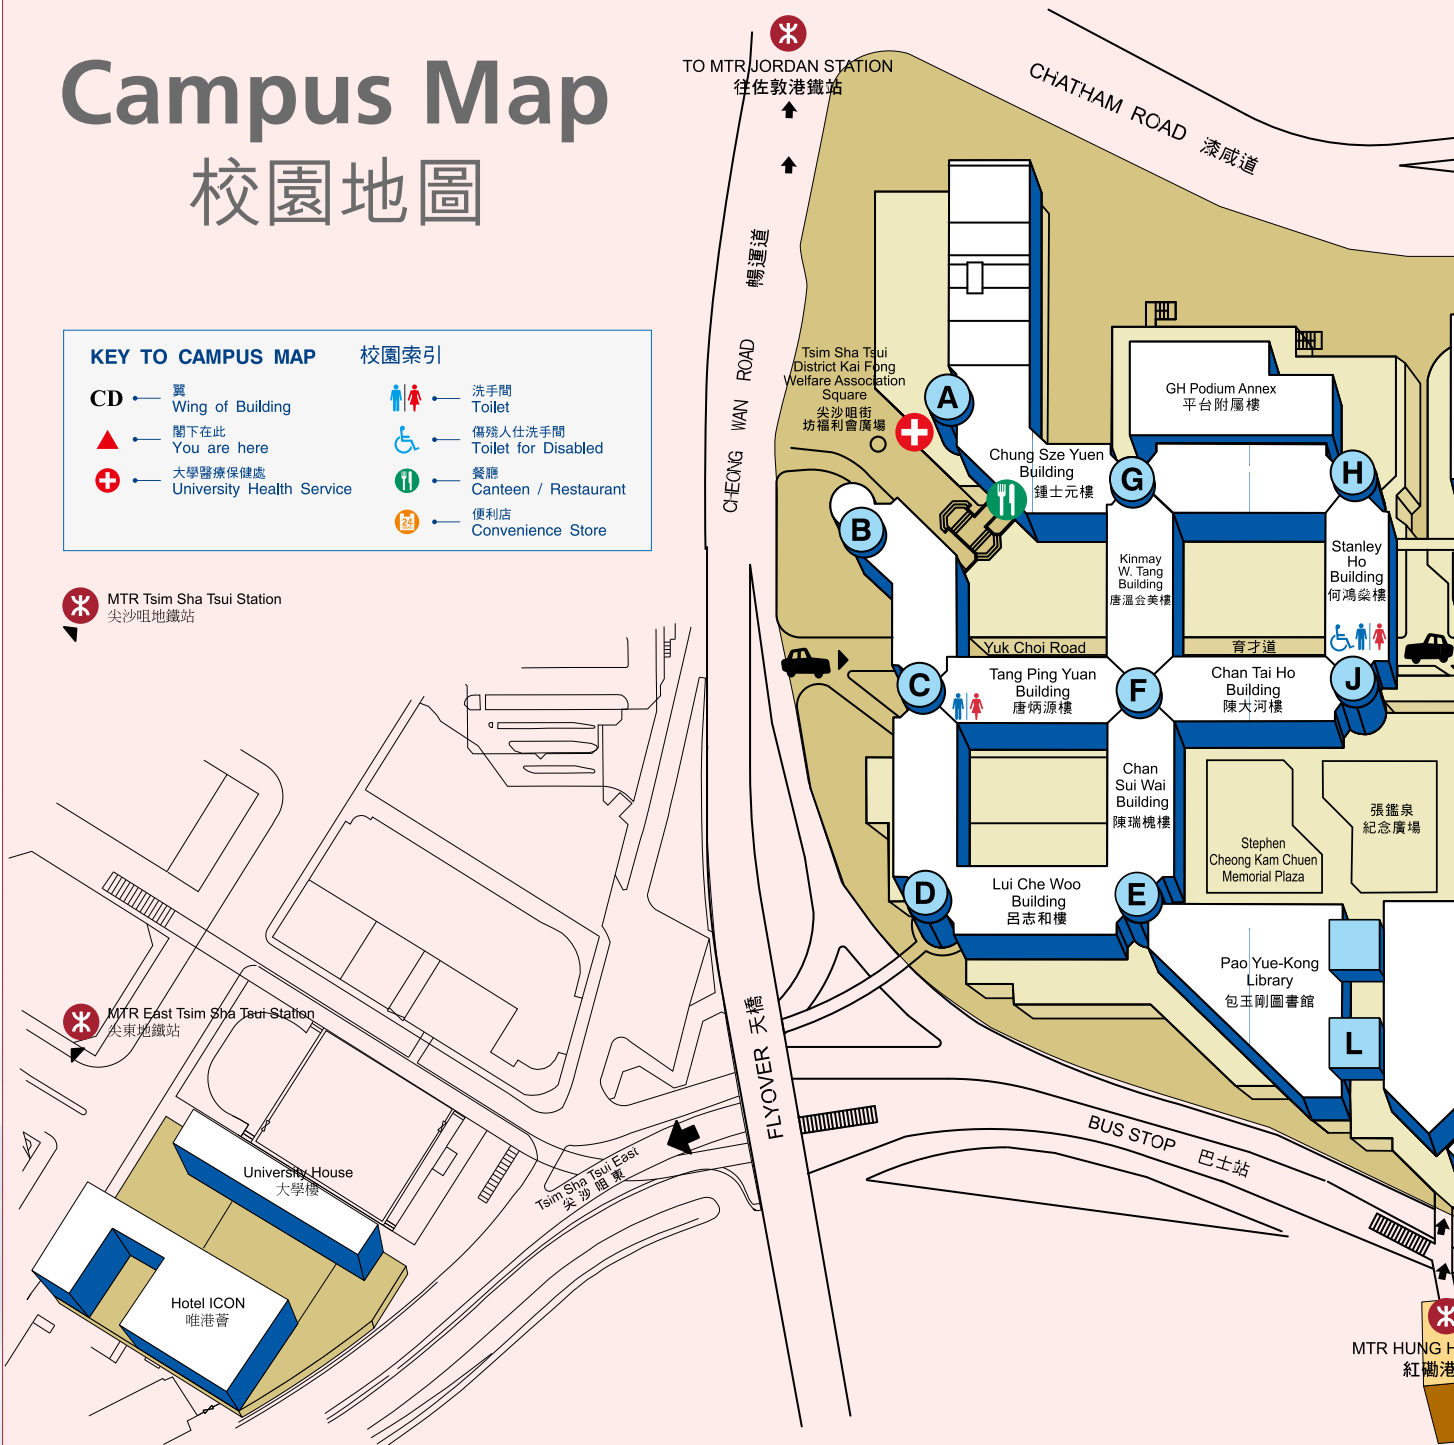 Campus Map
校園地圖
KEY TO CAMPUS MAP 校園索引
CD
翼
Wing of Building
閣下在此
You are here
大學醫療保健處
University Health Service
洗手間
Toilet
傷殘人仕洗手間
Toilet for Disabled
餐廳
Canteen / Restaurant
24
便利店
Convenience Store
TO MTR JORDAN STATION
往佐敦港鐵站
CHATHAM ROAD 漆咸道
暢運道
CHEONG WAN ROAD
Tsim Sha Tsui
District Kai Fong
Welfare Association
Square
尖沙咀街
坊福利會廣場
A
Chung Sze Yuen
Building
鍾士元樓
GH Podium Annex
平台附屬樓
G
H
B
Kinmay
W. Tang
Building
唐溫金美樓
Stanley
Ho
Building
何鴻燊樓
MTR Tsim Sha Tsui Station
尖沙咀地鐵站
Yuk Choi Road
育才道
C
Tang Ping Yuan
Building
唐炳源樓
F
Chan Tai Ho
Building
陳大河樓
J
Chan
Sui Wai
Building
陳瑞槐樓
Stephen
Cheong Kam Chuen
Memorial Plaza
張鑑泉
紀念廣場
D
Lui Che Woo
Building
呂志和樓
E
Pao Yue-Kong
Library
包玉剛圖書館
L
MTR East Tsim Sha Tsui Station
尖東地鐵站
FLYOVER 天橋
BUS STOP 巴士站
Tsim Sha Tsui East
尖沙咀東
University House
大學樓
Hotel ICON
唯港薈
MTR HUNG H
紅磡港